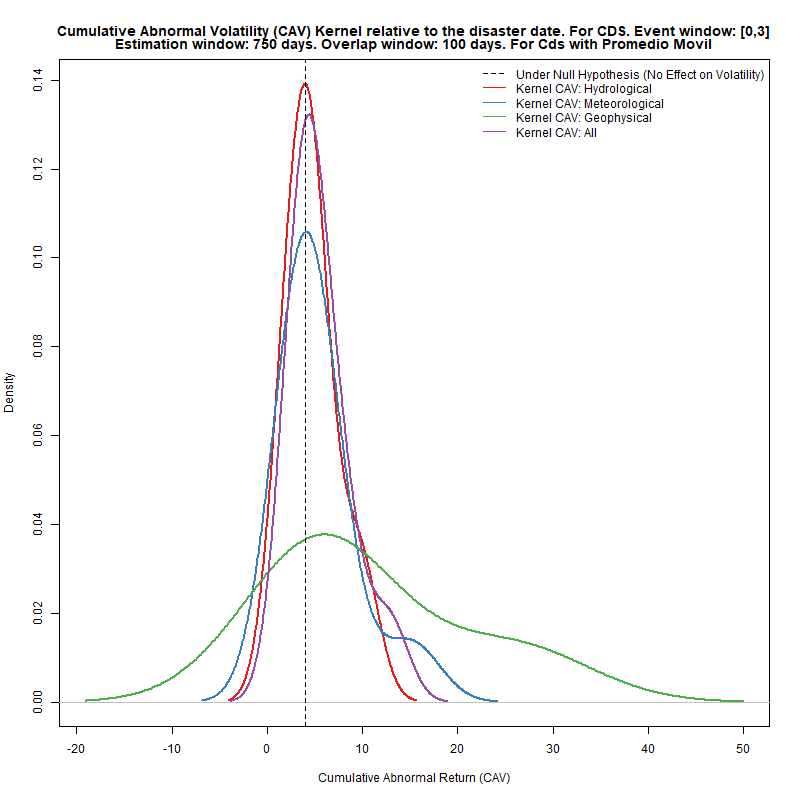 Cumulative Abnormal Volatility (CAV) Kernel relative to the disaster date. For CDS. Event window: [0,3]
Estimation window: 750 days. Overlap window: 100 days. For Cds with Promedio Movil
Under Null Hypothesis (No Effect on Volatility)
Kernel CAV: Hydrological
Kernel CAV: Meteorological
Kernel CAV: Geophysical
Kernel CAV: All
0.14
0.12
0.10
0.08
0.06
0.04
0.02
0.00
Density
-20 -10 0 10 20 30 40 50
Cumulative Abnormal Return (CAV)